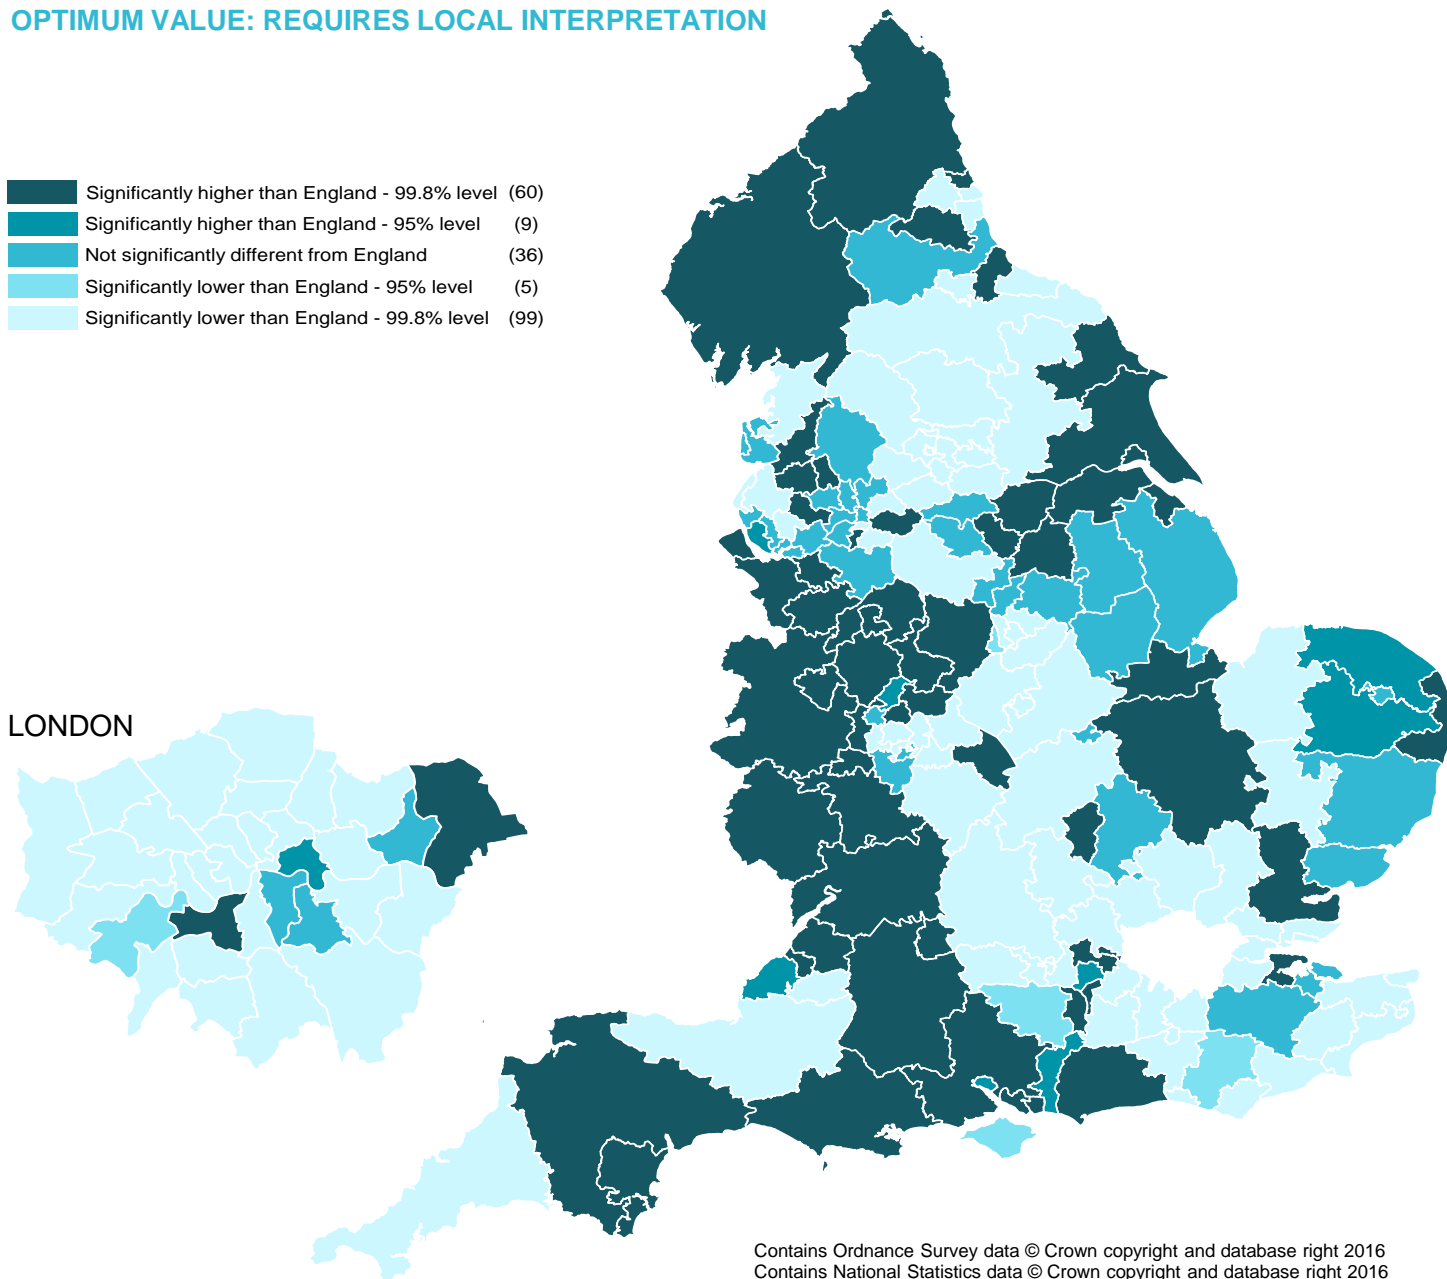 OPTIMUM VALUE: REQUIRES LOCAL INTERPRETATION
Significantly higher than England - 99.8% level (60)
Significantly higher than England - 95% level (9)
Not significantly different from England (36)
Significantly lower than England - 95% level (5)
Significantly lower than England - 99.8% level (99)
LONDON
Contains Ordnance Survey data © Crown copyright and database right 2016
Contains National Statistics data © Crown copyright and database right 2016